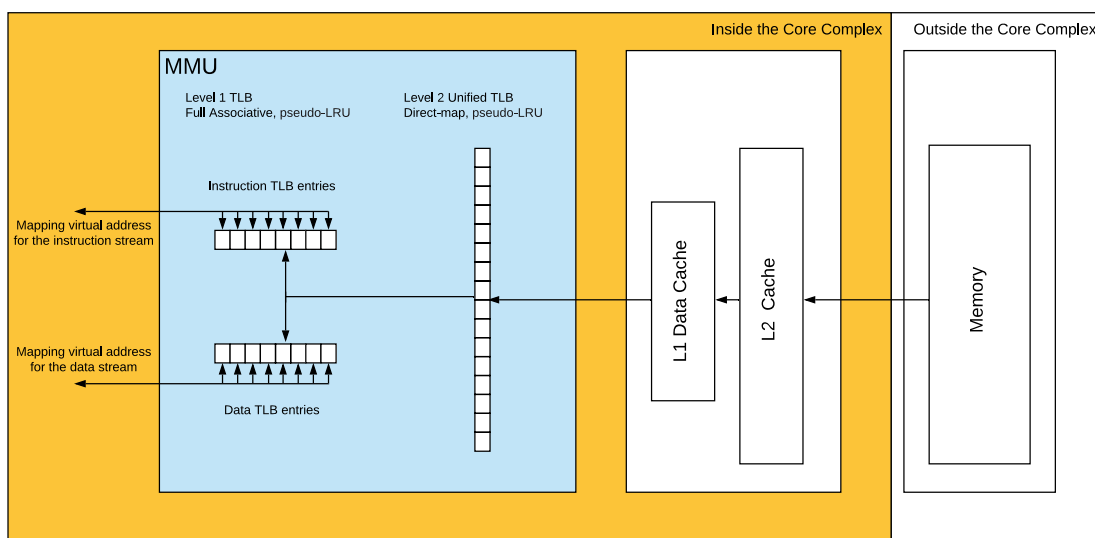 Inside the Core Complex
Outside the Core Complex
MMU
Level 1 TLB
Full Associative, pseudo-LRU
Level 2 Unified TLB
Direct-map, pseudo-LRU
Instruction TLB entries
Mapping virtual address
for the instruction stream
Mapping virtual address
for the data stream
Data TLB entries
L1 Data Cache
L2 Cache
Memory